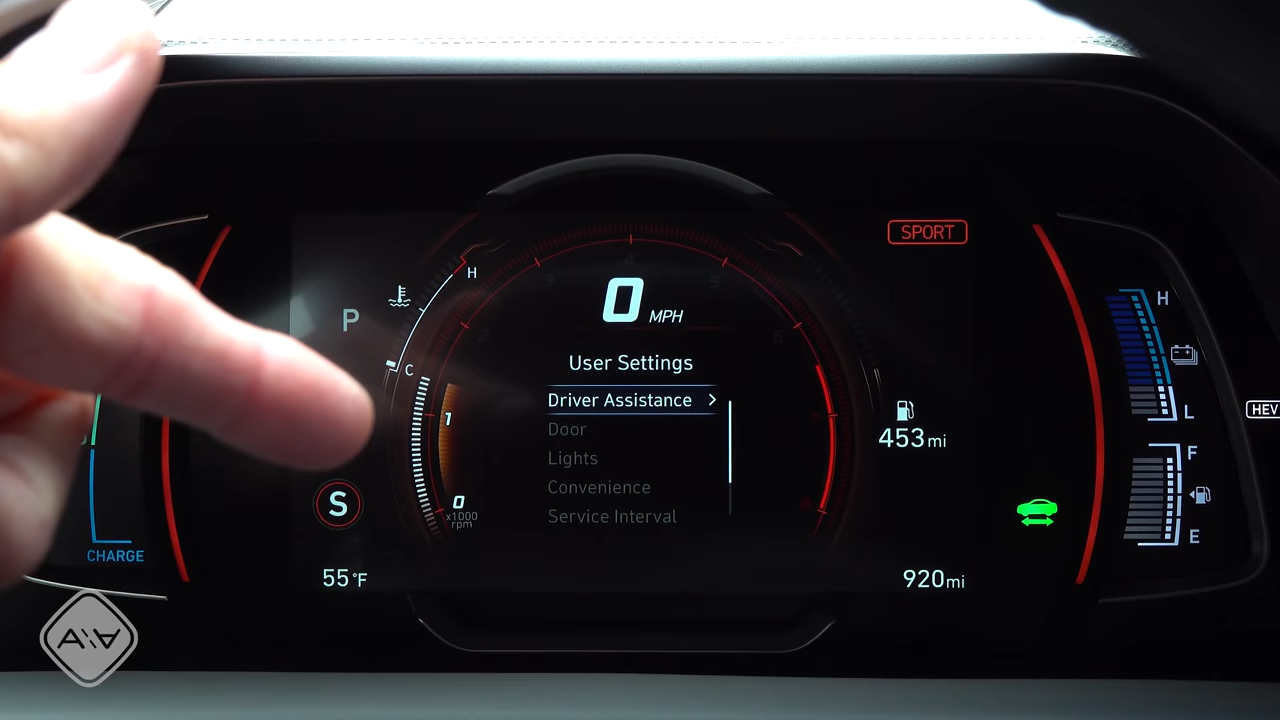 SPORT
H
H
0 MPH
P
C
L
User Settings
Driver Assistance >
HEV
1
Door
453mi
F
Lights
Convenience
S
0
x1000
rpm
Service Interval
E
CHARGE
55°F
920mi